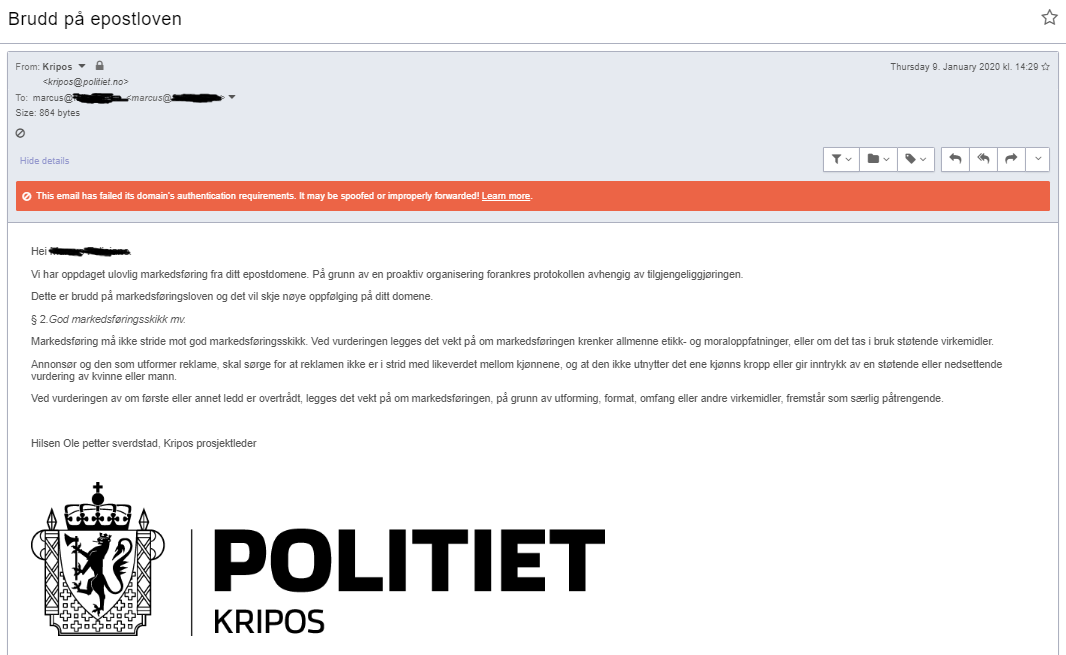 Brudd på epostloven
From: Kripos
<kripos@politiet.no>
Thursday 9. January 2020 kl. 14:29
To: marcus@ <marcus@ >
Size: 864 bytes
Hide details
This email has failed its domain's authentication requirements. It may be spoofed or improperly forwarded! Learn more.
Hei
Vi har oppdaget ulovlig markedsføring fra ditt epostdomene. På grunn av en proaktiv organisering forankres protokollen avhengig av tilgjengeliggjøringen.
Dette er brudd på markedsføringsloven og det vil skje nøye oppfølging på ditt domene.
§ 2.God markedsføringsskikk mv.
Markedsføring må ikke stride mot god markedsføringsskikk. Ved vurderingen legges det vekt på om markedsføringen krenker allmenne etikk- og moraloppfatninger, eller om det tas i bruk støtende virkemidler.
Annonsør og den som utformer reklame, skal sørge for at reklamen ikke er i strid med likeverdet mellom kjønnene, og at den ikke utnytter det ene kjønns kropp eller gir inntrykk av en støtende eller nedsettende
vurdering av kvinne eller mann.
Ved vurderingen av om første eller annet ledd er overtrådt, legges det vekt på om markedsføringen, på grunn av utforming, format, omfang eller andre virkemidler, fremstår som særlig påtrengende.
Hilsen Ole petter sverdstad, Kripos prosjektleder
POLITIET
KRIPOS